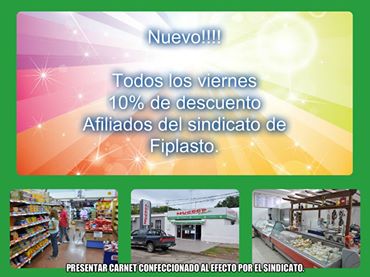 Nuevo!!!!
Todos los viernes
10% de descuento
Afiliados del sindicato de
Fiplasto.
PRESENTAR CARNET CONFECCIONADO AL EFECTO POR EL SINDICATO.